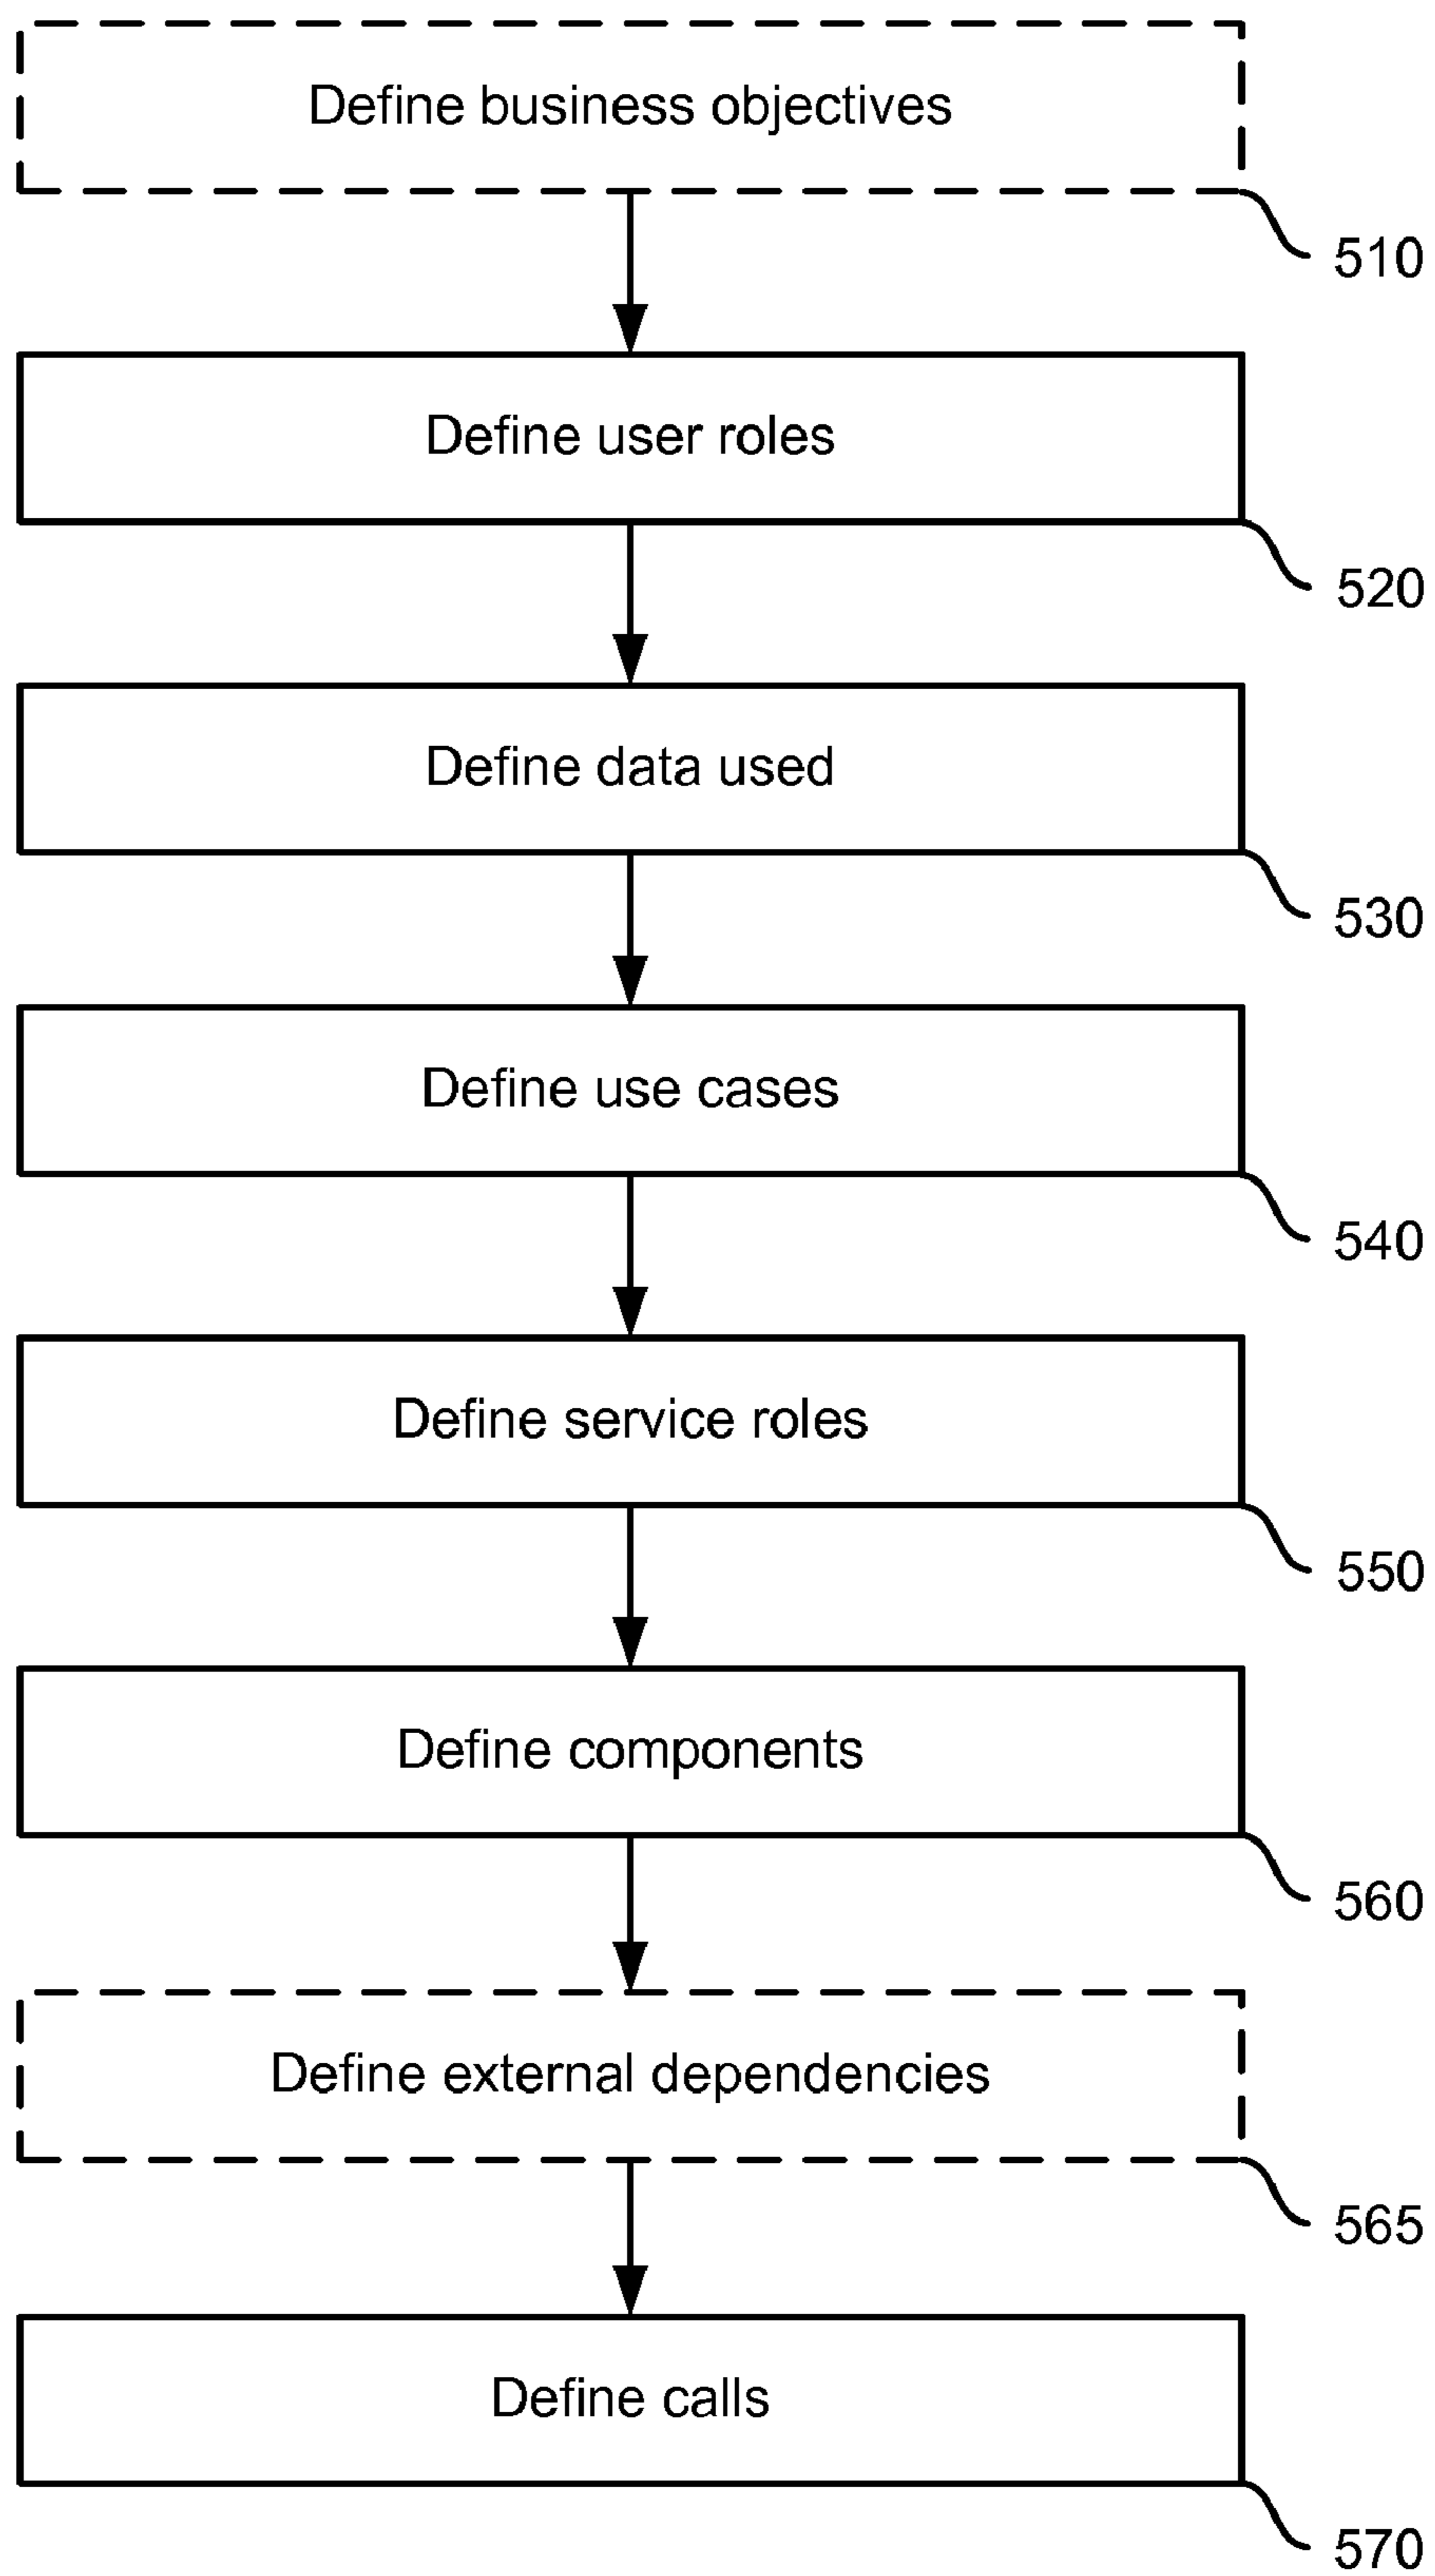 Define business objectives
510
Define user roles
520
Define data used
530
Define use cases
540
Define service roles
550
Define components
560
Define external dependencies
565
Define calls
570